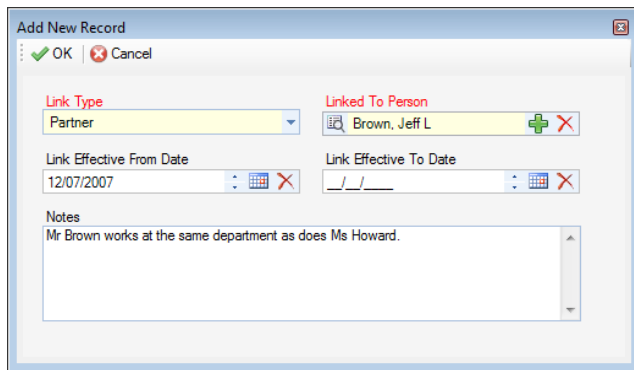 Add New Record
OK Cancel
Link Type Linked To Person
Partner Brown, Jeff L
Link Effective From Date Link Effective To Date
12/07/2007 __/__/____
Notes
Mr Brown works at the same department as does Ms Howard.